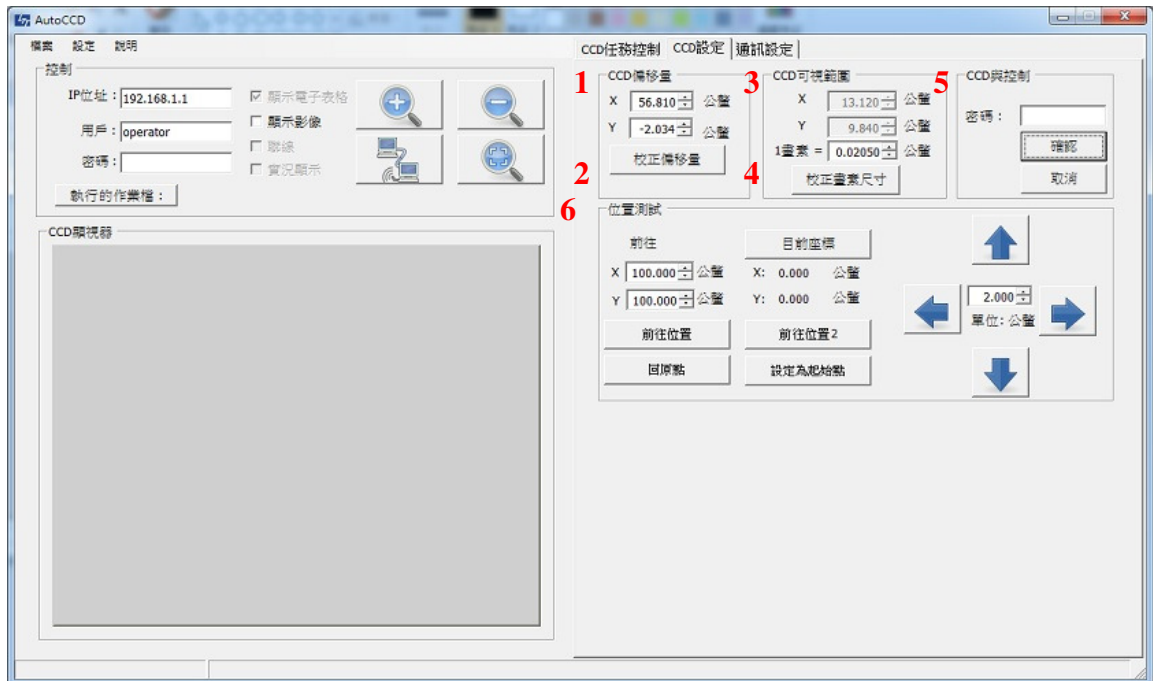 AutoCCD
檔案 設定 說明
控制
IP位址：192.168.1.1
用戶：operator
密碼：
執行的作業檔：
顯示電子表格
顯示影像
聯線
實況顯示
CCD顯視器
CCD任務控制 CCD設定 通訊設定
1
CCD偏移量
X 56.810 公釐
Y -2.034 公釐
2
校正偏移量
3
CCD可視範圍
X 13.120 公釐
Y 9.840 公釐
1畫素 = 0.02050 公釐
4
校正畫素尺寸
5
CCD與控制
密碼：
確認
取消
6
位置測試
前往
X 100.000 公釐
Y 100.000 公釐
前往位置
回原點
目前座標
X: 0.000 公釐
Y: 0.000 公釐
前往位置2
設定為起始點
2.000
單位：公釐